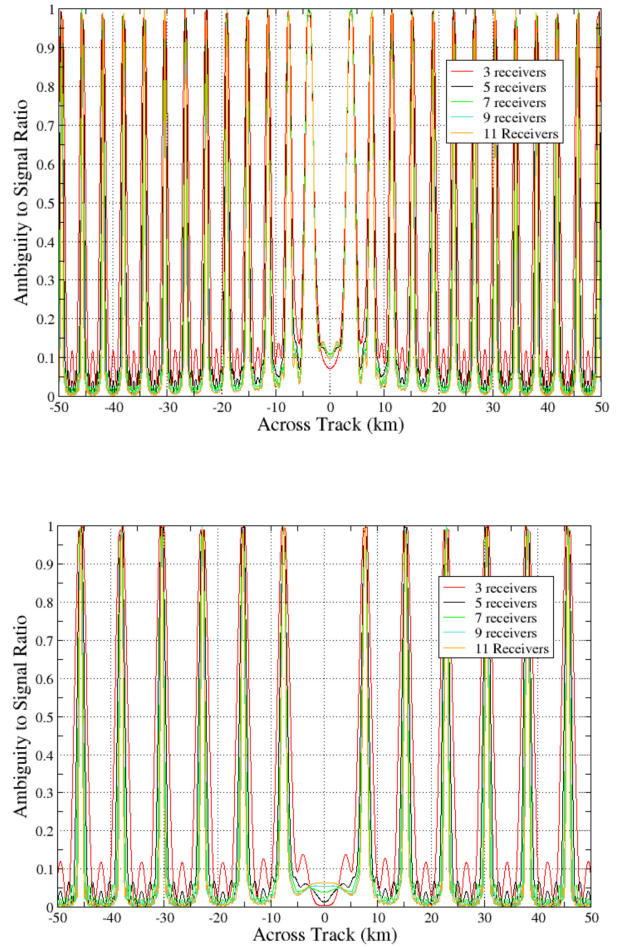 1
0.9
0.8
0.7
0.6
0.5
0.4
0.3
0.2
0.1
0
Ambiguity to Signal Ratio
3 receivers
5 receivers
7 receivers
9 receivers
11 Receivers
-50 -40 -30 -20 -10 0 10 20 30 40 50
Across Track (km)
1
0.9
0.8
0.7
0.6
0.5
0.4
0.3
0.2
0.1
0
Ambiguity to Signal Ratio
3 receivers
5 receivers
7 receivers
9 receivers
11 Receivers
-50 -40 -30 -20 -10 0 10 20 30 40 50
Across Track (km)